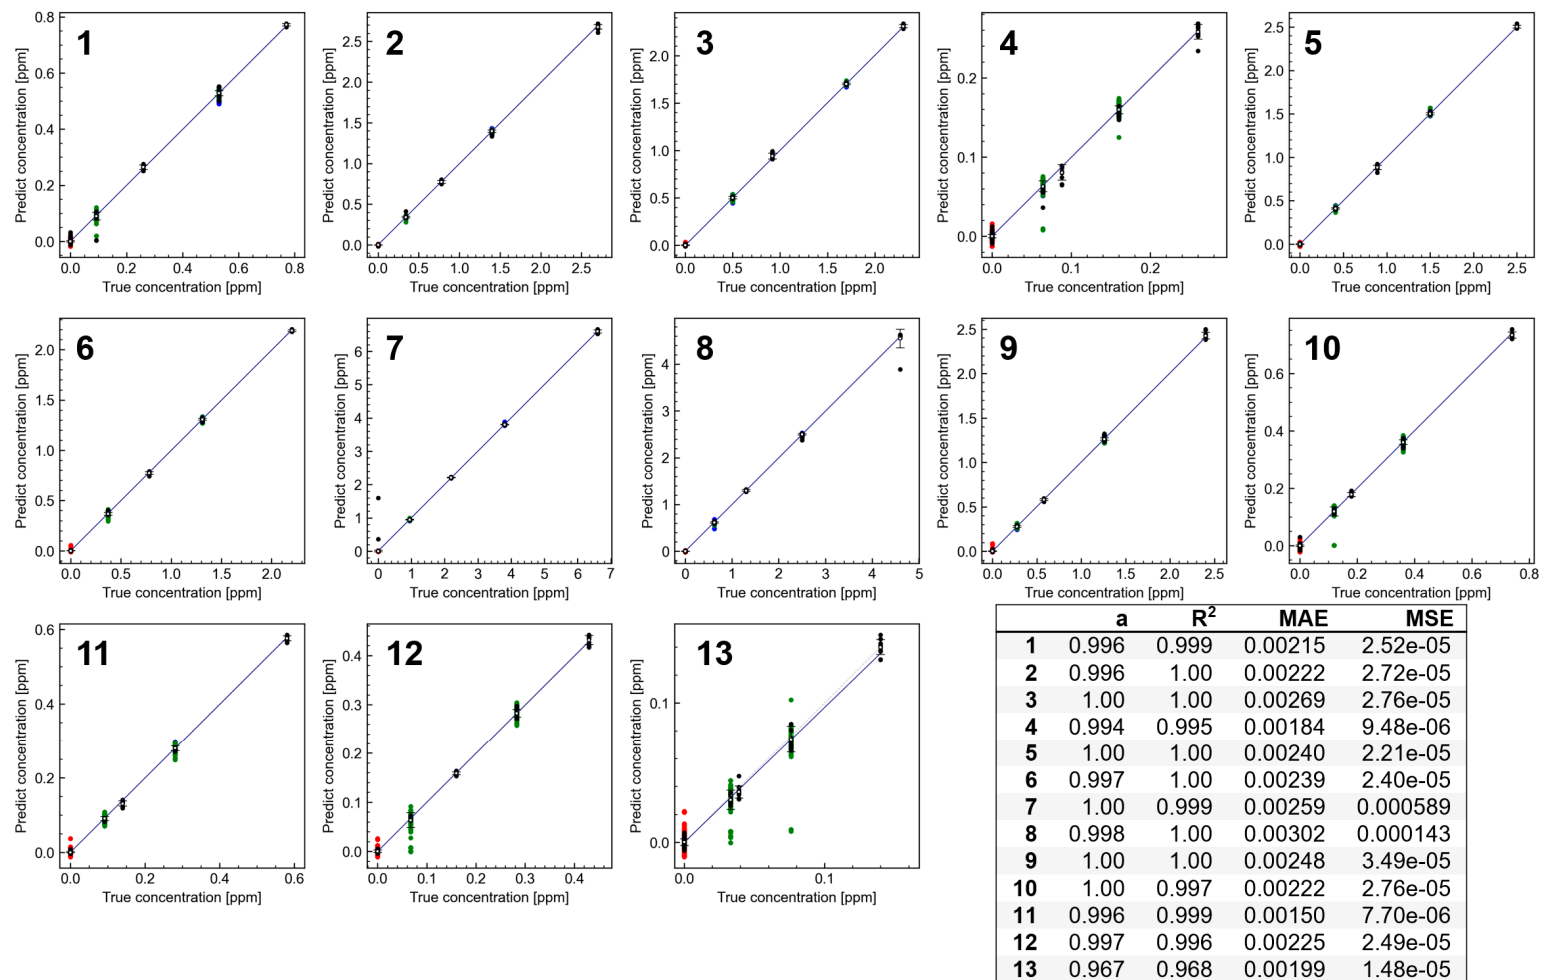 1
Predict concentration [ppm]
0.8
0.6
0.4
0.2
0.0
0.0 0.2 0.4 0.6 0.8
True concentration [ppm]
2
Predict concentration [ppm]
2.5
2.0
1.5
1.0
0.5
0.0
0.0 0.5 1.0 1.5 2.0 2.5
True concentration [ppm]
3
Predict concentration [ppm]
2.0
1.5
1.0
0.5
0.0
0.0 0.5 1.0 1.5 2.0
True concentration [ppm]
4
Predict concentration [ppm]
0.2
0.1
0.0
0.0 0.1 0.2
True concentration [ppm]
5
Predict concentration [ppm]
2.5
2.0
1.5
1.0
0.5
0.0
0.0 0.5 1.0 1.5 2.0 2.5
True concentration [ppm]
6
Predict concentration [ppm]
2.0
1.5
1.0
0.5
0.0
0.0 0.5 1.0 1.5 2.0
True concentration [ppm]
7
Predict concentration [ppm]
6
5
4
3
2
1
0
0 1 2 3 4 5 6 7
True concentration [ppm]
8
Predict concentration [ppm]
4
3
2
1
0
0 1 2 3 4 5
True concentration [ppm]
9
Predict concentration [ppm]
2.5
2.0
1.5
1.0
0.5
0.0
0.0 0.5 1.0 1.5 2.0 2.5
True concentration [ppm]
10
Predict concentration [ppm]
0.6
0.4
0.2
0.0
0.0 0.2 0.4 0.6 0.8
True concentration [ppm]
11
Predict concentration [ppm]
0.6
0.4
0.2
0.0
0.0 0.2 0.4 0.6
True concentration [ppm]
12
Predict concentration [ppm]
0.4
0.3
0.2
0.1
0.0
0.0 0.1 0.2 0.3 0.4
True concentration [ppm]
13
Predict concentration [ppm]
0.1
0.0
0.0 0.1
True concentration [ppm]
a R² MAE MSE
1 0.996 0.999 0.00215 2.52e-05
2 0.996 1.00 0.00222 2.72e-05
3 1.00 1.00 0.00269 2.76e-05
4 0.994 0.995 0.00184 9.48e-06
5 1.00 1.00 0.00240 2.21e-05
6 0.997 1.00 0.00239 2.40e-05
7 1.00 0.999 0.00259 0.000589
8 0.998 1.00 0.00302 0.000143
9 1.00 1.00 0.00248 3.49e-05
10 1.00 0.997 0.00222 2.76e-05
11 0.996 0.999 0.00150 7.70e-06
12 0.997 0.996 0.00225 2.49e-05
13 0.967 0.968 0.00199 1.48e-05